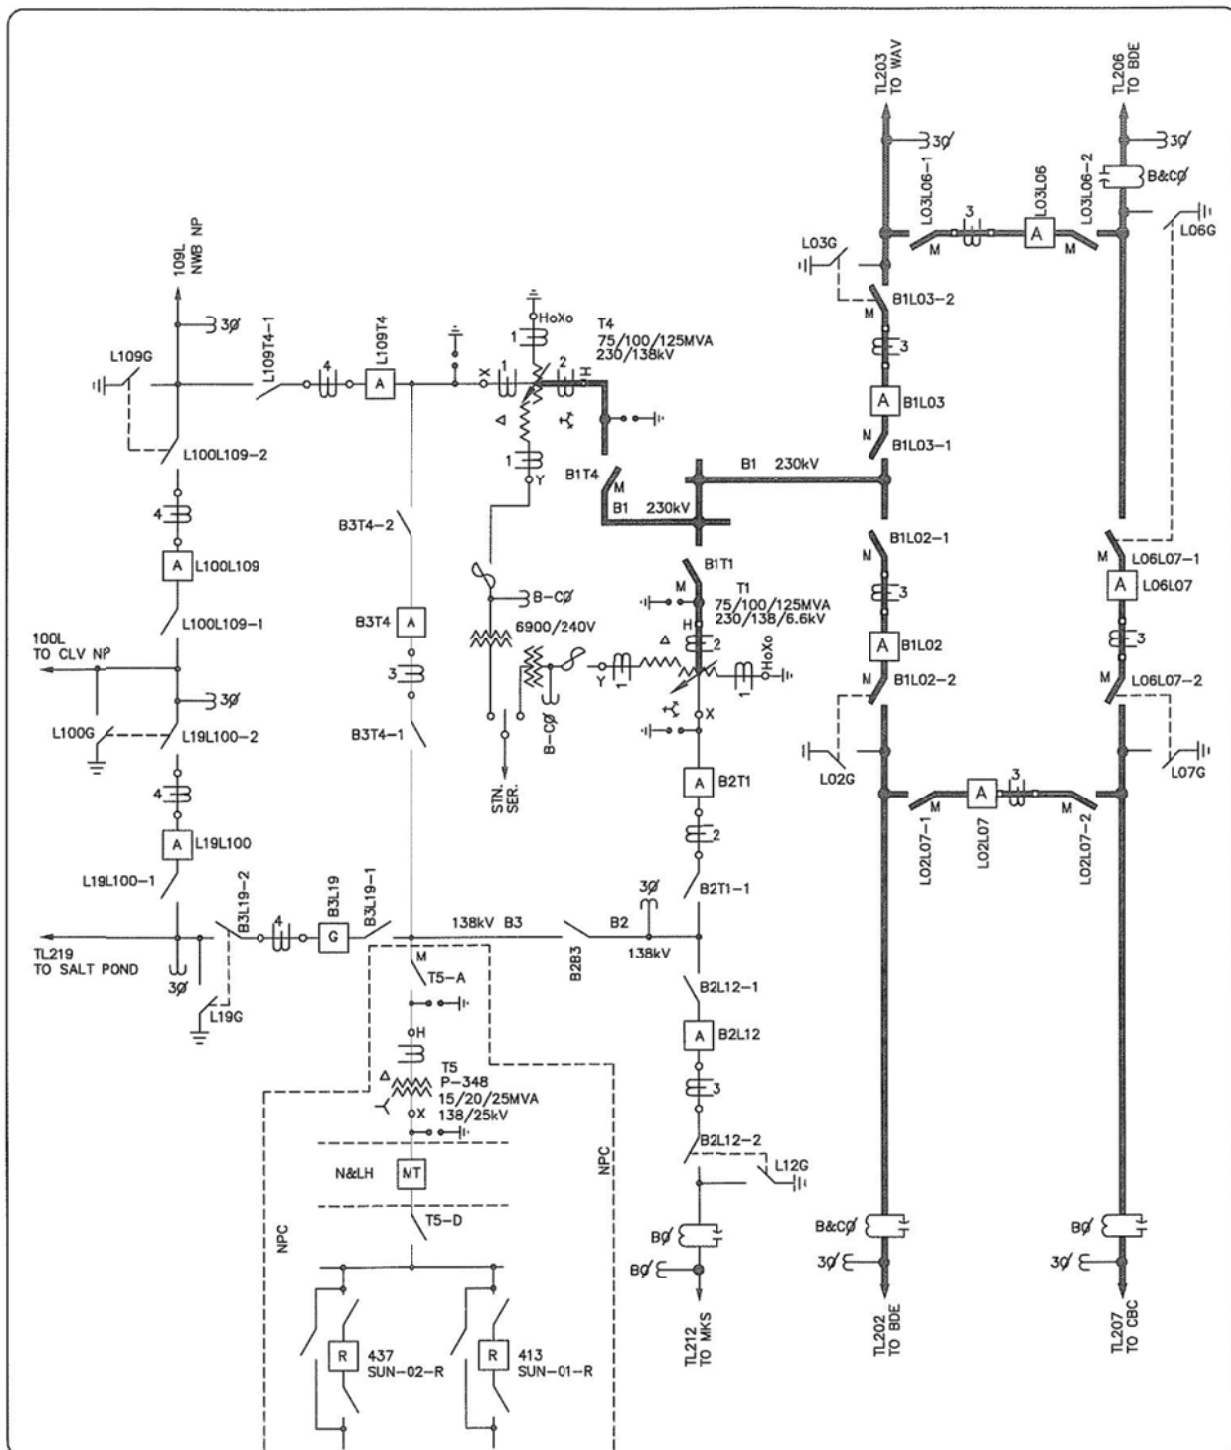 TL203
TO WAV
TL206
TO BDE
3Ø
3Ø
L03L06-1
3
L03L06
L03L06-2
B&CØ
A
M
M
L03G
L06G
109L
NWB NP
3Ø
L109G
L109T4-1
4
L109T4
A
HoXo
1
T4
75/100/125MVA
230/138kV
X
1
2
H
Δ
1
Y
B1L03-2
M
3
A
B1L03
N
B1L03-1
L100L109-2
4
A
L100L109
L100L109-1
B1T4
M
B1 230kV
B1 230kV
B3T4-2
B1T1
M
T1
75/100/125MVA
230/138/6.6kV
B1L02-1
3
A
B1L02
N
B1L02-2
M
L06L07-1
A
L06L07
3
M
L06L07-2
B-CØ
6900/240V
B3T4
A
3
B3T4-1
H
Δ
2
HoXo
Y
1
1
X
B-CØ
STN.
SER.
100L
TO CLV NP
3Ø
L100G
L19L100-2
4
A
L19L100
L19L100-1
L02G
L07G
A
B2T1
2
B2T1-1
M
A
3
M
L02L07-1
L02L07
L02L07-2
B3L19-2
4
B3L19
G
B3L19-1
138kV B3
B2B3
B2
3Ø
138kV
TL219
TO SALT POND
3Ø
L19G
M
T5-A
H
Δ
T5
P-348
15/20/25MVA
138/25kV
X
B2L12-1
A
B2L12
3
B2L12-2
L12G
N&LH
MT
NPC
NPC
T5-D
BØ
BØ
B&CØ
3Ø
BØ
3Ø
R
437
SUN-02-R
R
413
SUN-01-R
TL212
TO MKS
TL202
TO BDE
TL207
TO CBC